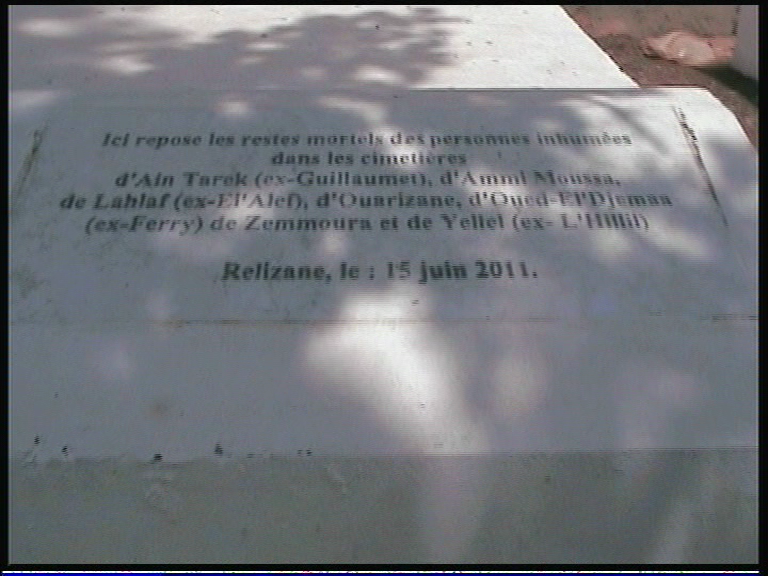 Ici repose les restes mortels des personnes inhumées
dans les cimetières
d'Ain Tarek (ex-Guillaumet), d'Ammi Moussa,
de Lahlaf (ex-El'Alef), d'Ouarizane, d'Oued-El'Djemaa
(ex-Ferry) de Zemmoura et de Yellel (ex- L'Hillil)
Relizane, le : 15 juin 2011.